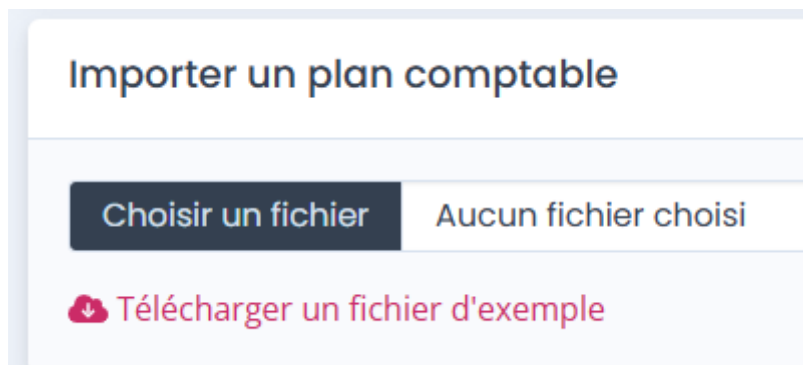 Importer un plan comptable
Choisir un fichier Aucun fichier choisi
Télécharger un fichier d'exemple